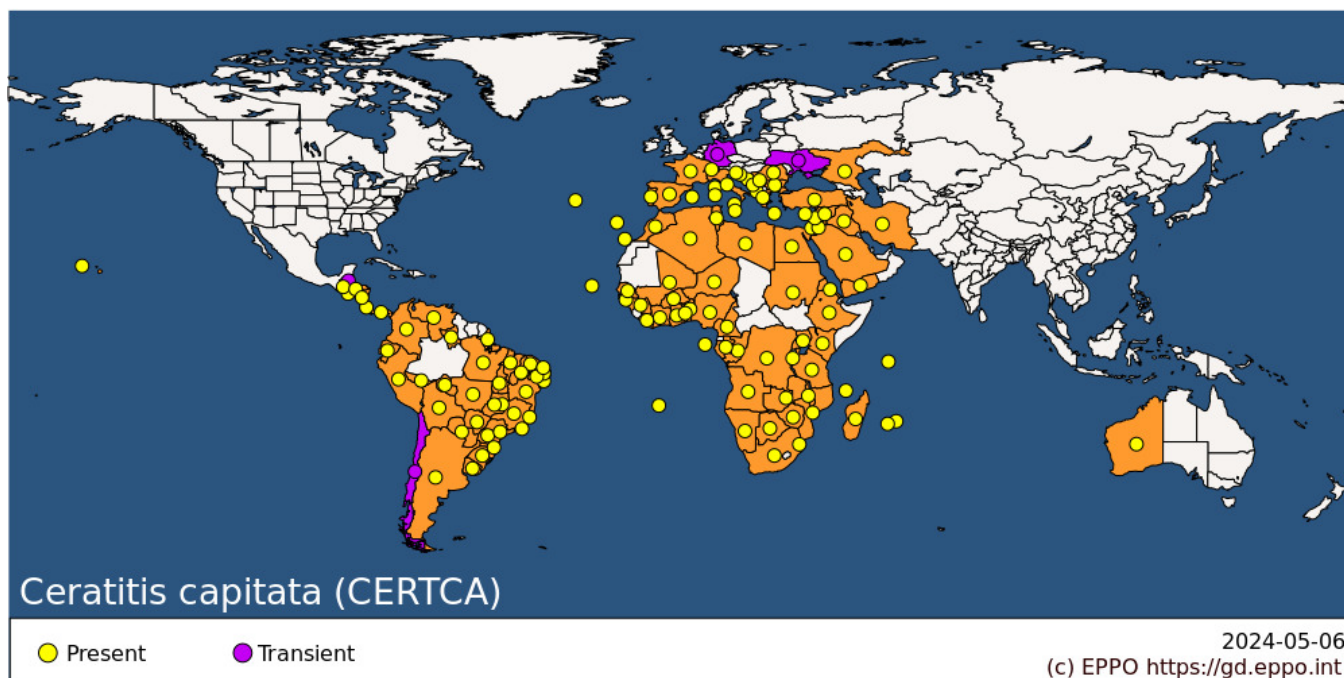 Ceratitis capitata (CERTCA)
Present
Transient
2024-05-06
(c) EPPO https://gd.eppo.int